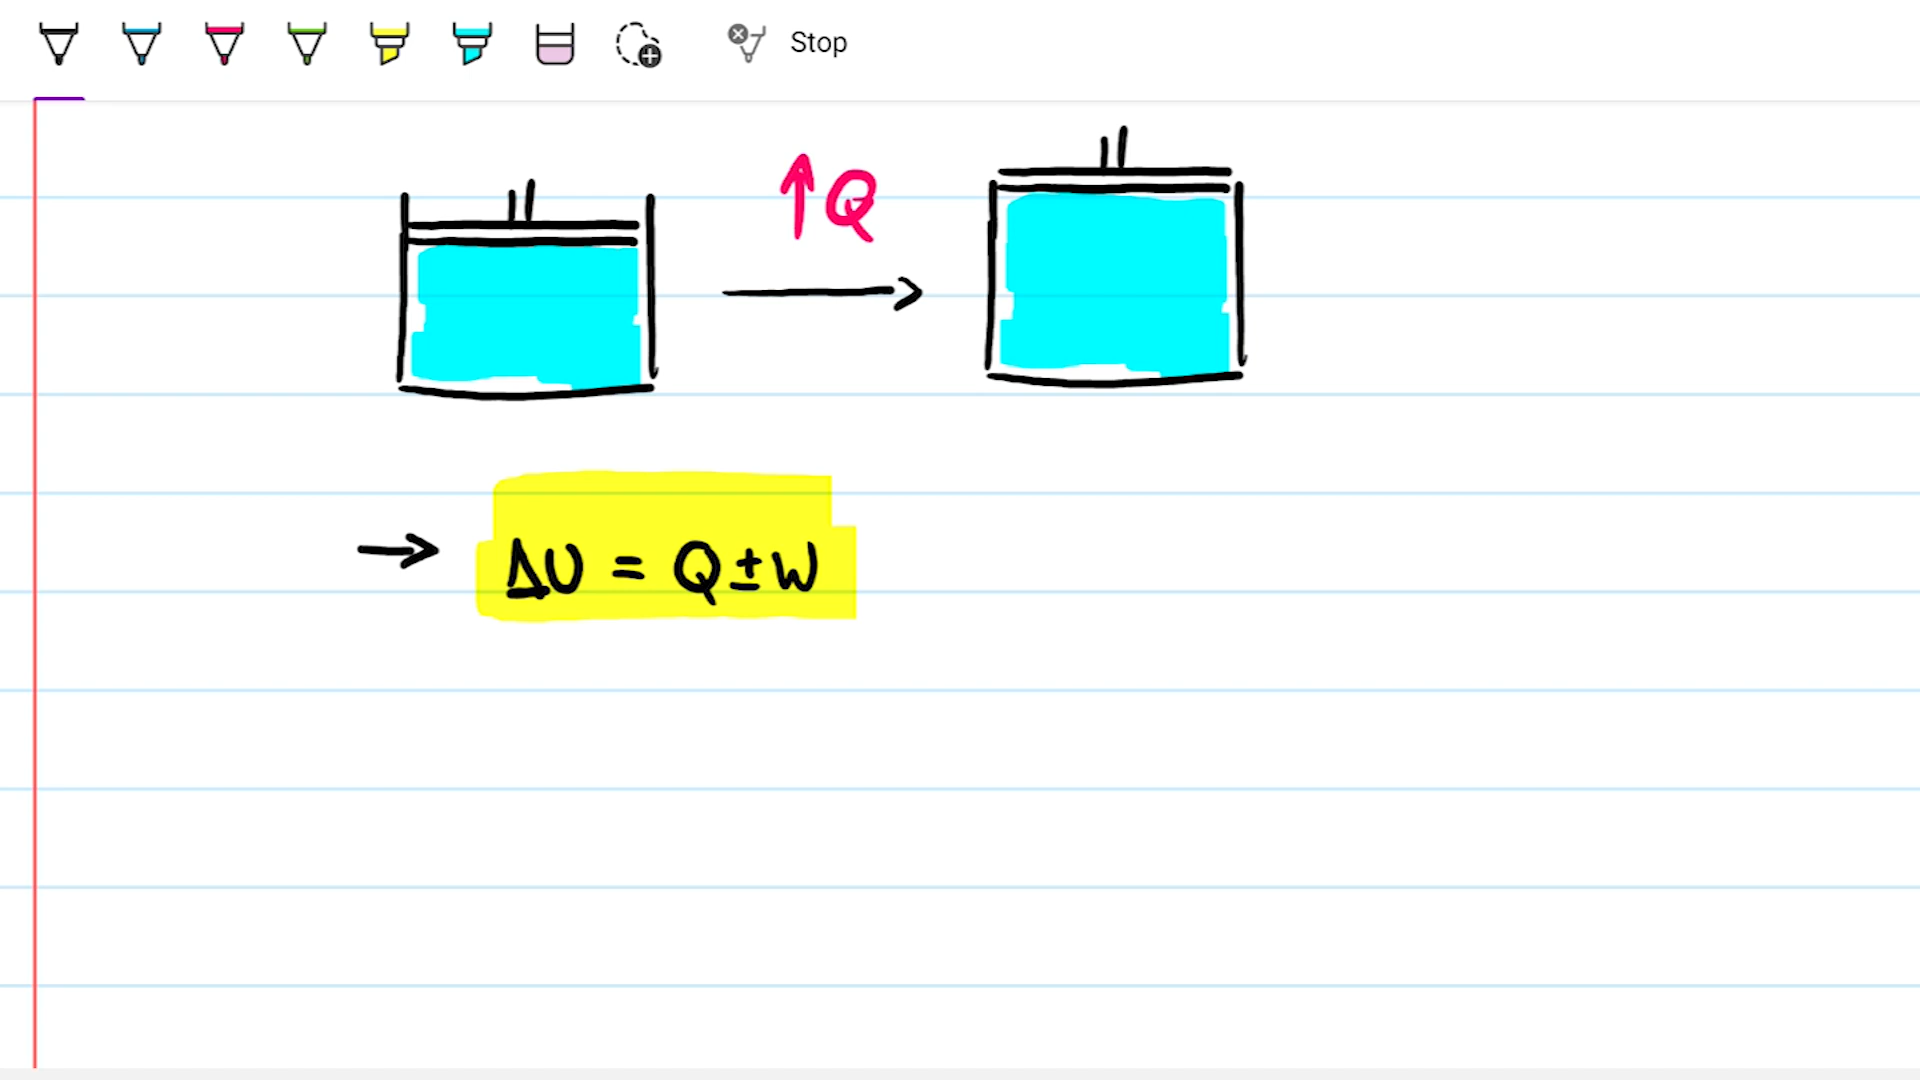 Stop
↑Q
→ ΔU = Q ± W